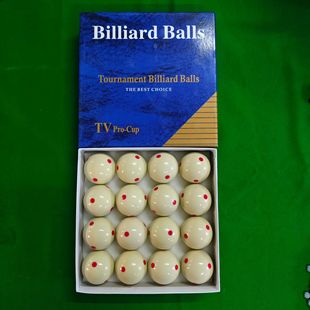 Billiard Balls
Tournament Billiard Balls
THE BEST CHOICE
TV Pro-Cup